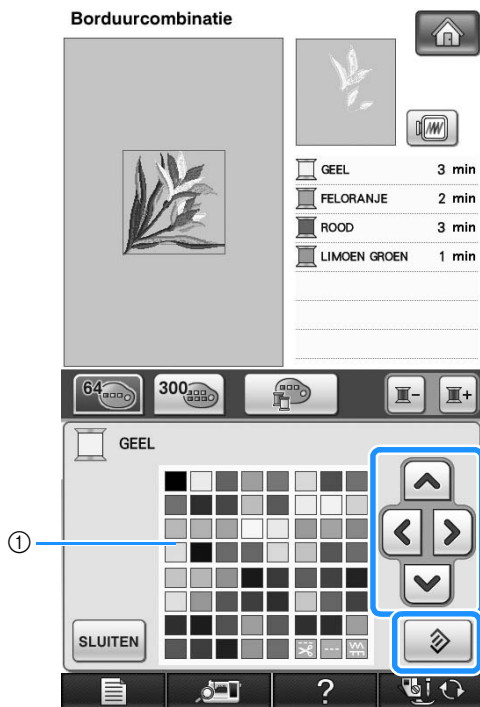 Borduurcombinatie
GEEL 3 min
FELORANJE 2 min
ROOD 3 min
LIMOEN GROEN 1 min
64 300
GEEL
①
SLUITEN
?